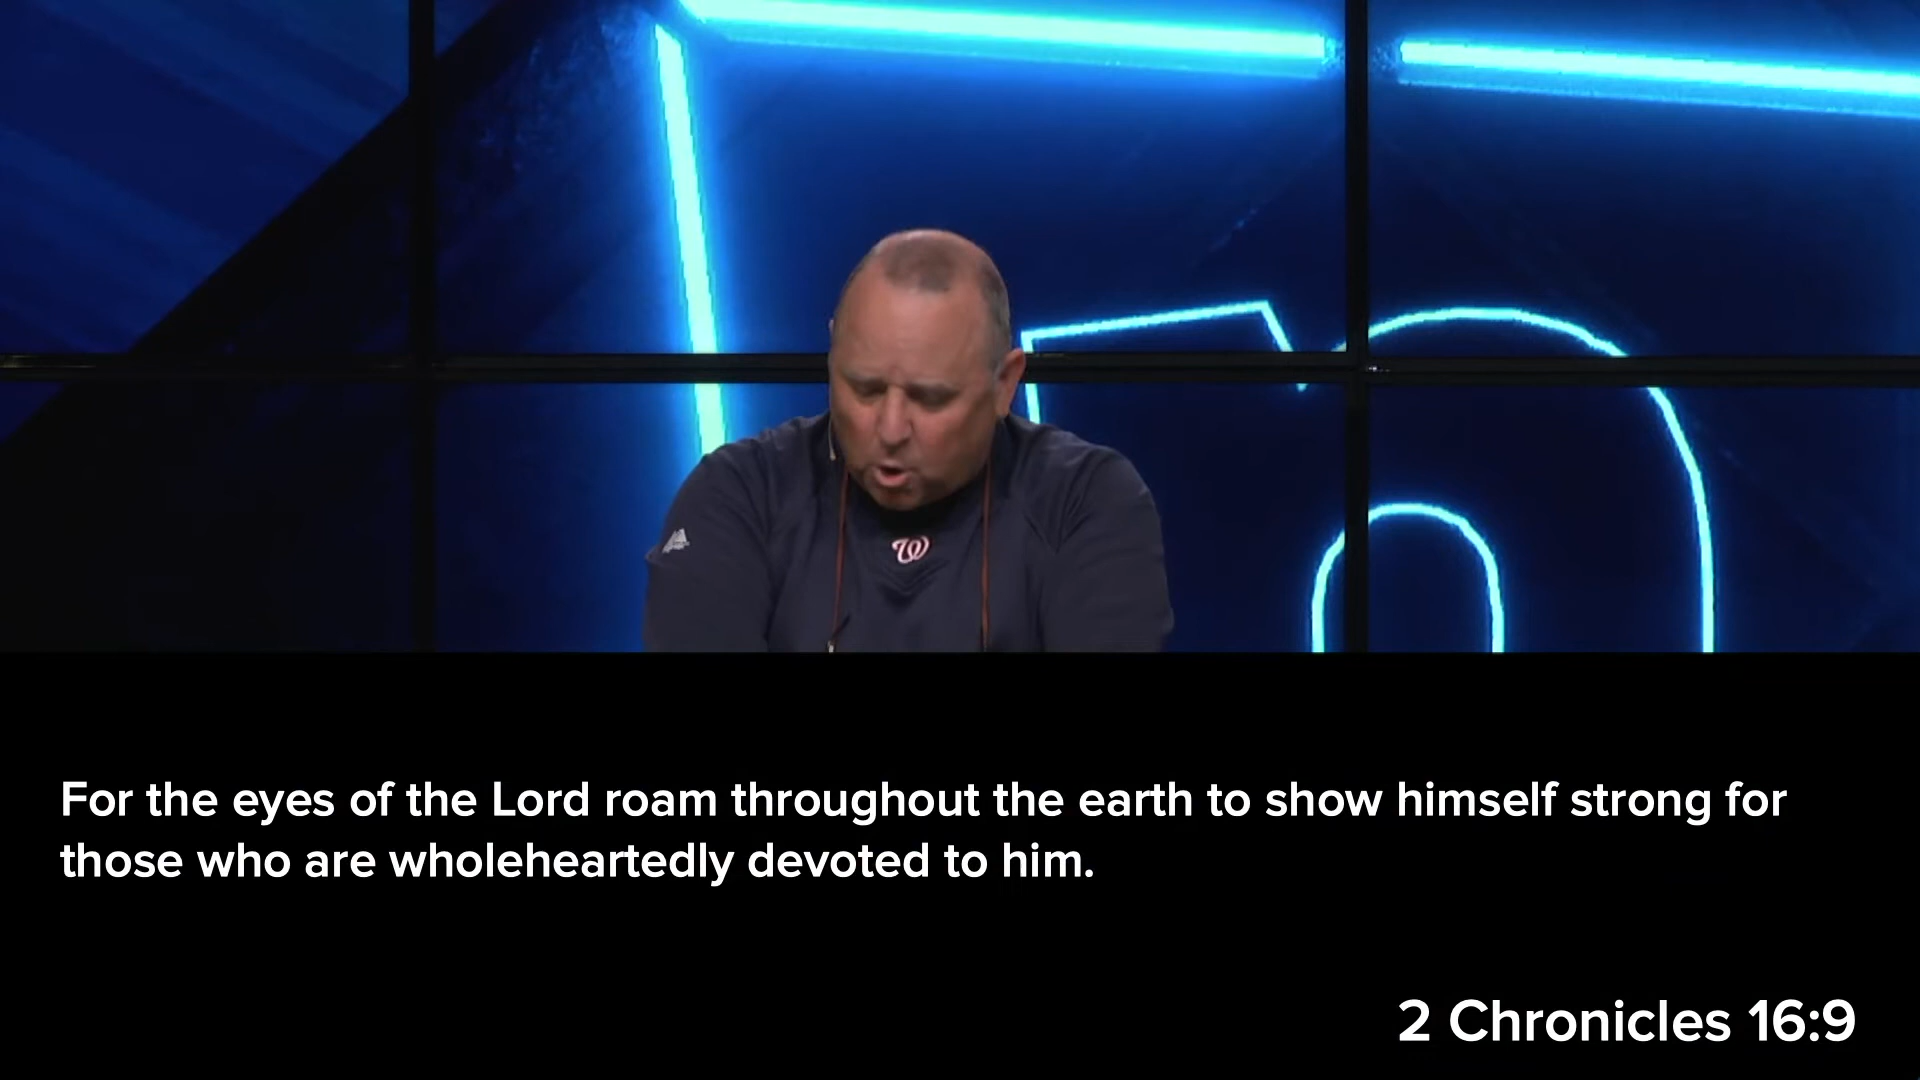 W
For the eyes of the Lord roam throughout the earth to show himself strong for
those who are wholeheartedly devoted to him.
2 Chronicles 16:9